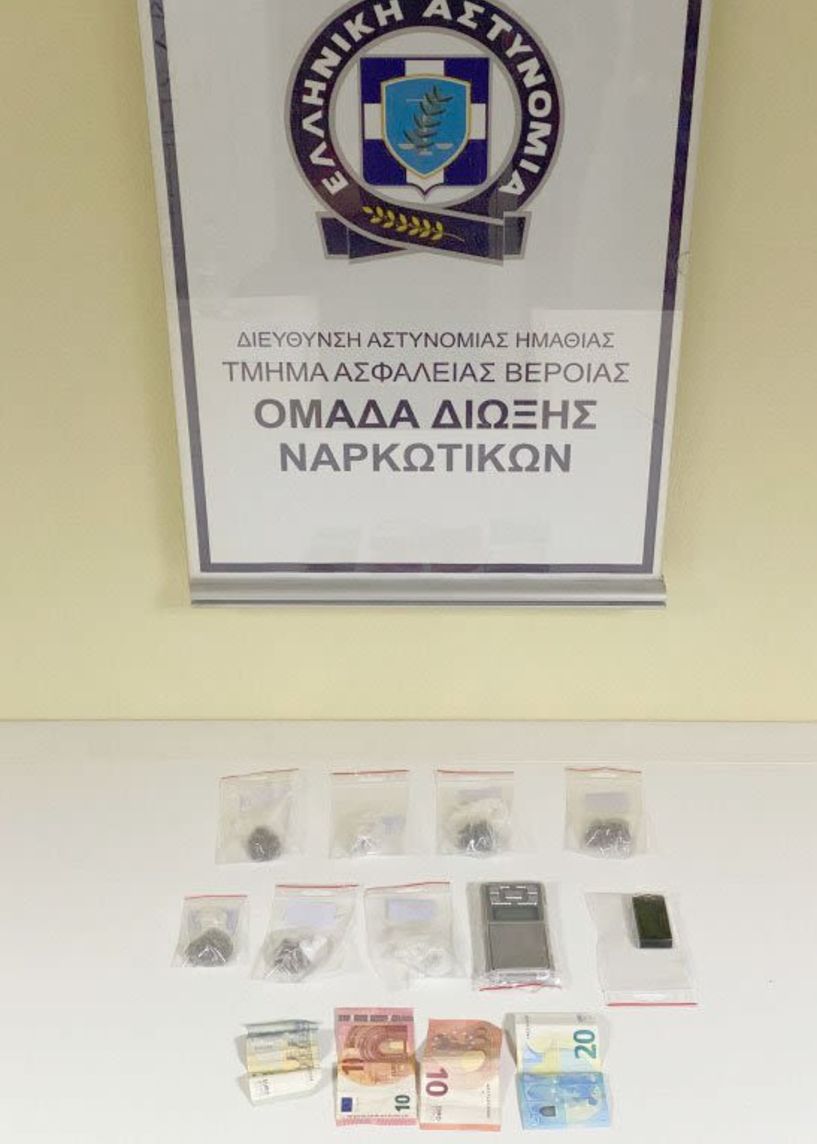 ΕΛΛΗΝΙΚΗ ΑΣΤΥΝΟΜΙΑ
ΔΙΕΥΘΥΝΣΗ ΑΣΤΥΝΟΜΙΑΣ ΗΜΑΘΙΑΣ
ΤΜΗΜΑ ΑΣΦΑΛΕΙΑΣ ΒΕΡΟΙΑΣ
ΟΜΑΔΑ ΔΙΩΞΗΣ
ΝΑΡΚΩΤΙΚΩΝ
10
10
20